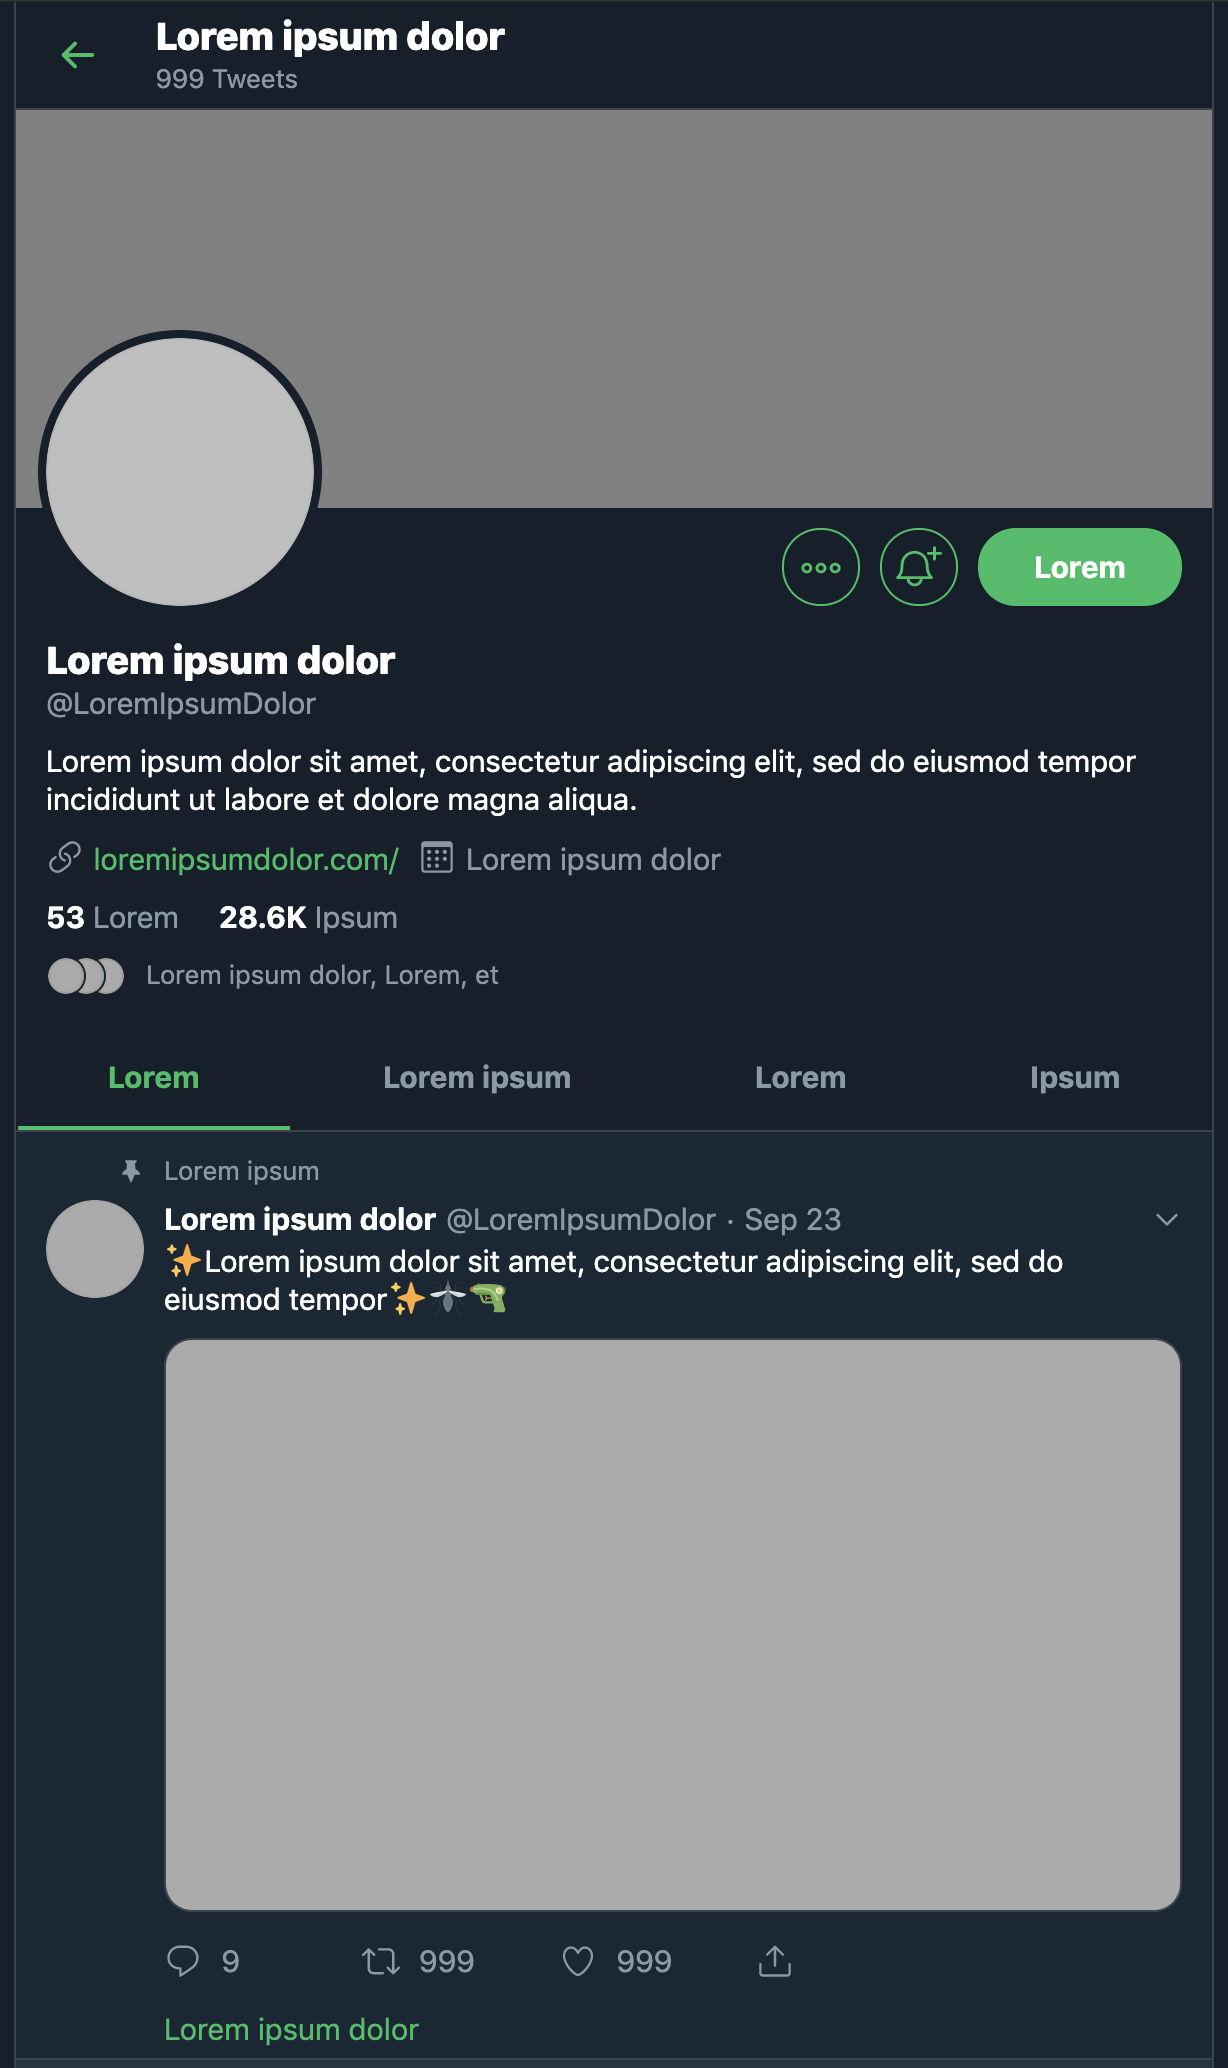 Lorem ipsum dolor
999 Tweets
Lorem
Lorem ipsum dolor
@LoremIpsumDolor
Lorem ipsum dolor sit amet, consectetur adipiscing elit, sed do eiusmod tempor
incididunt ut labore et dolore magna aliqua.
loremipsumdolor.com/ Lorem ipsum dolor
53 Lorem 28.6K Ipsum
Lorem ipsum dolor, Lorem, et
Lorem Lorem ipsum Lorem Ipsum
Lorem ipsum
Lorem ipsum dolor @LoremIpsumDolor · Sep 23
✨Lorem ipsum dolor sit amet, consectetur adipiscing elit, sed do
eiusmod tempor✨🦟🔫
9 999 999
Lorem ipsum dolor